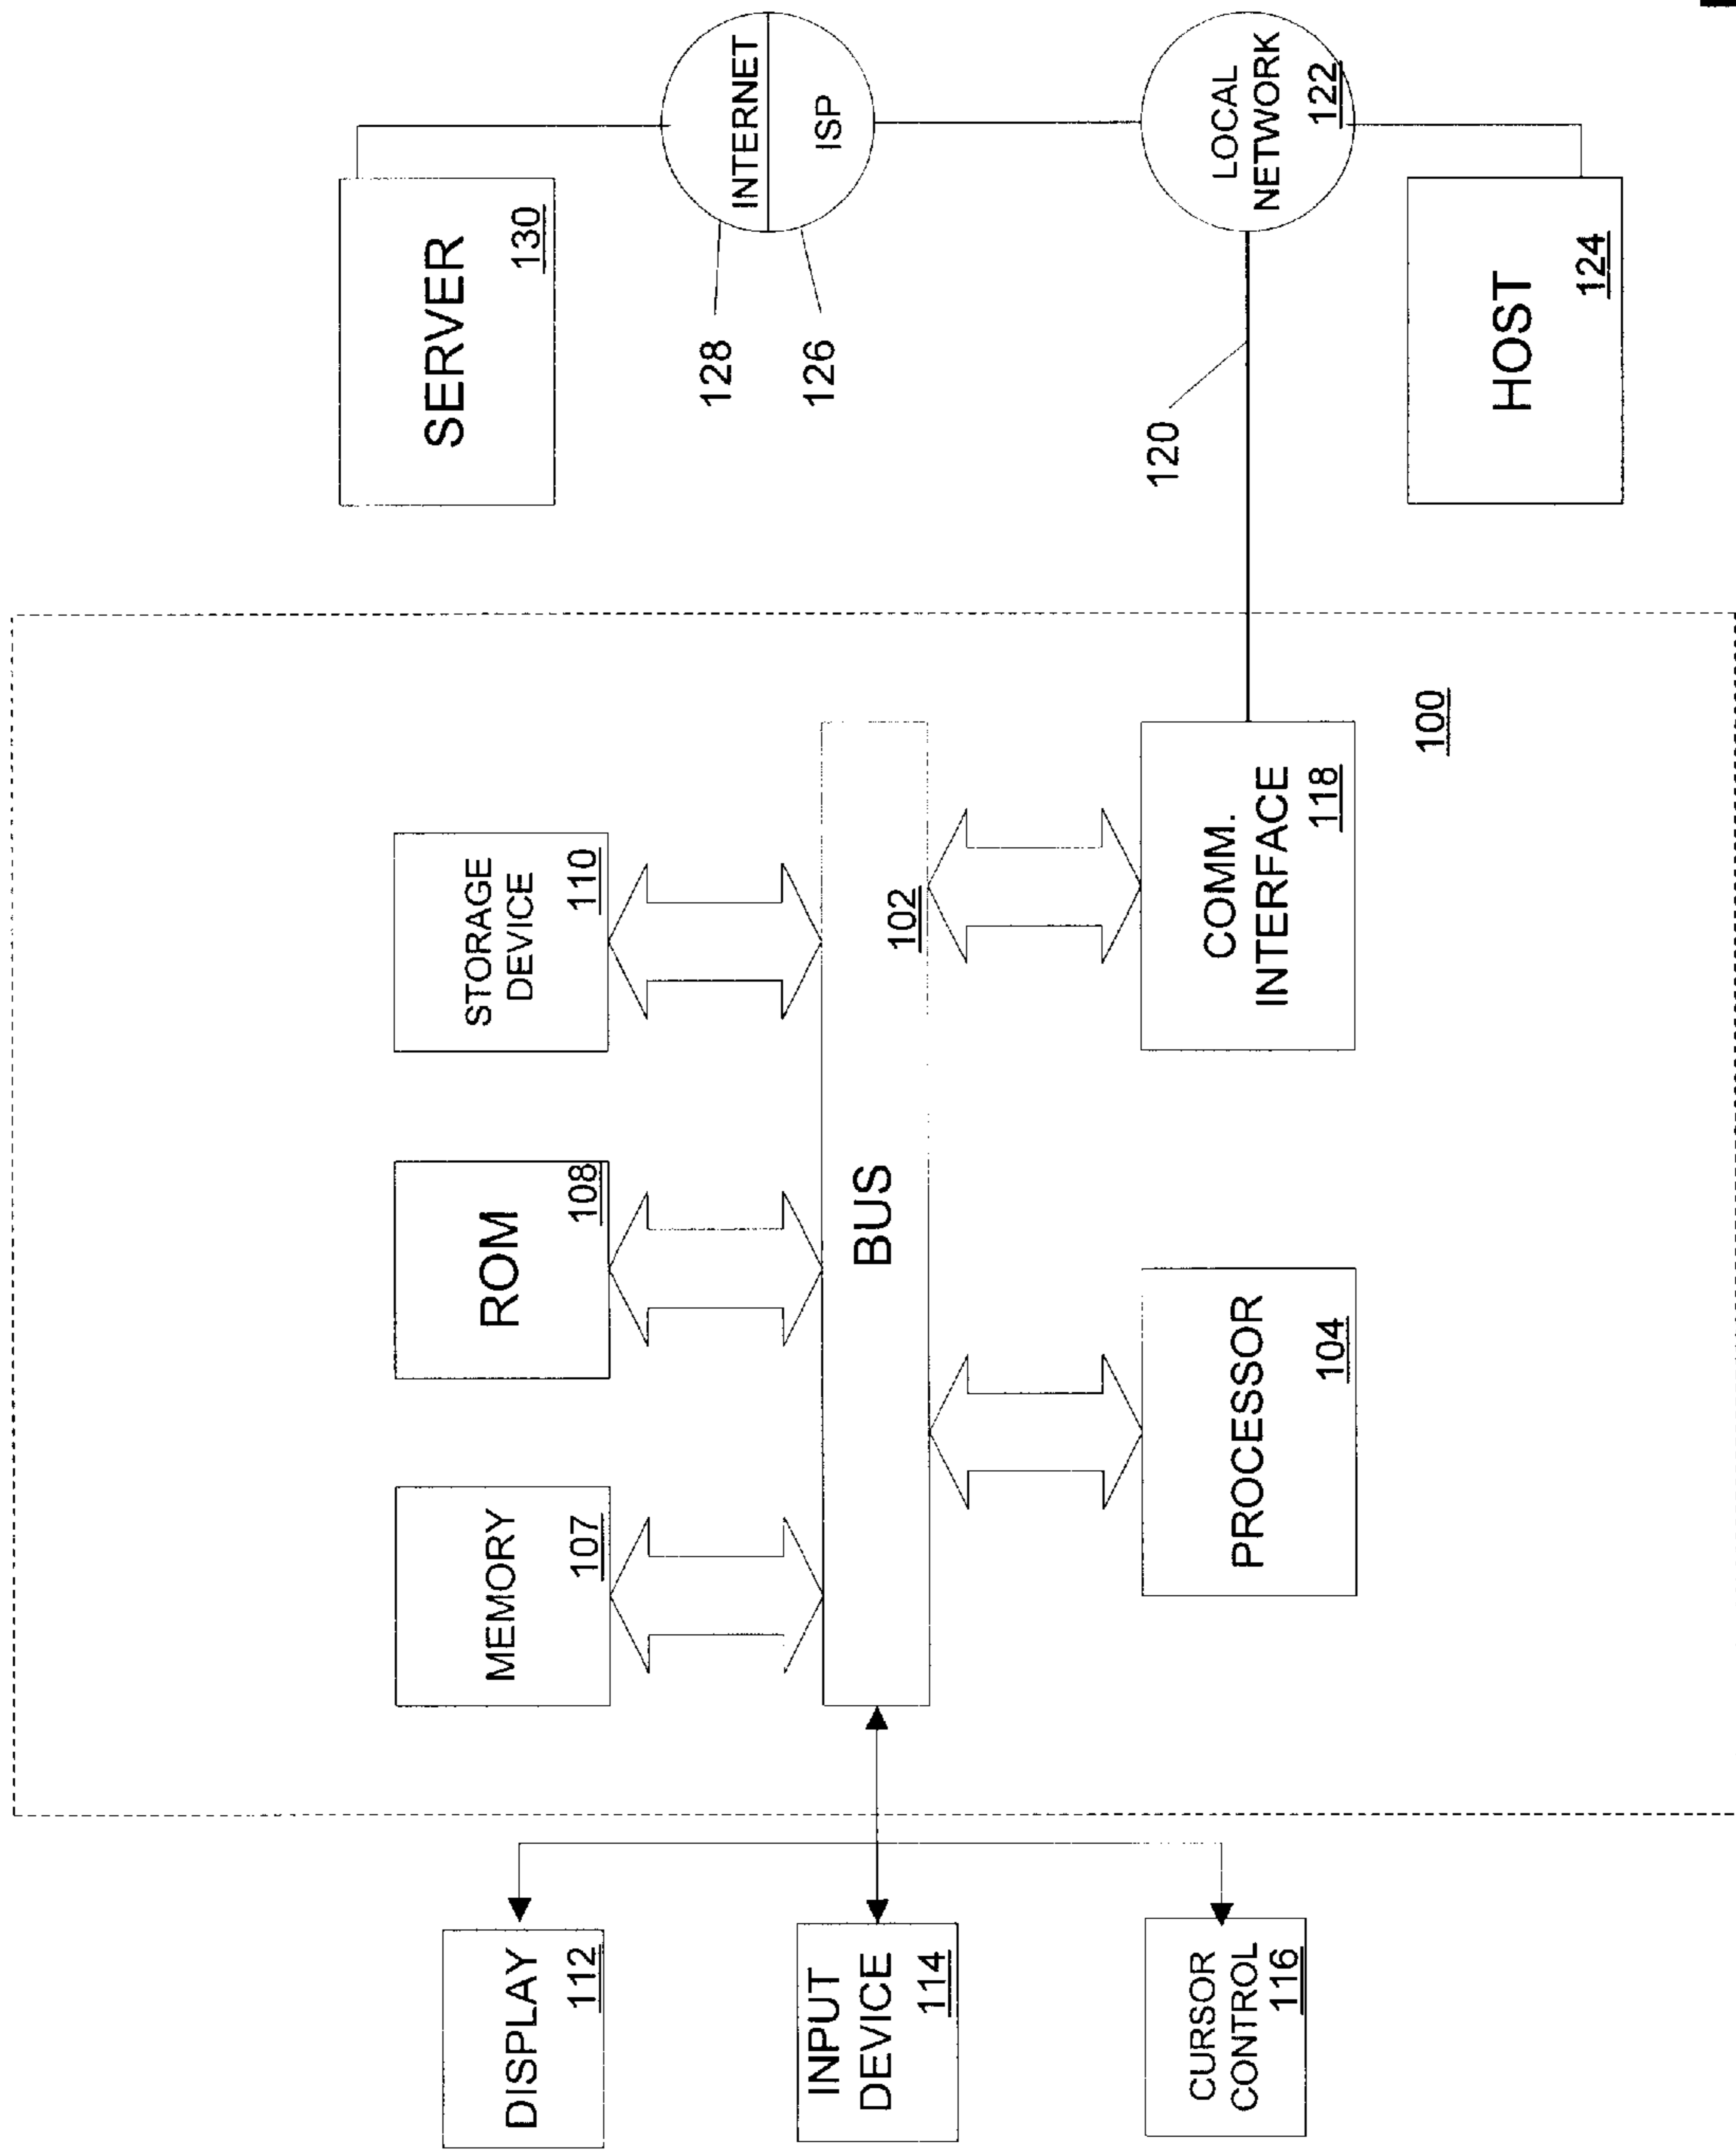 DISPLAY
112
INPUT
DEVICE
114
CURSOR
CONTROL
116
MEMORY
107
ROM
108
STORAGE
DEVICE
110
BUS
102
PROCESSOR
104
COMM.
INTERFACE
118
100
SERVER
130
128
126
INTERNET
ISP
120
LOCAL
NETWORK
122
HOST
124